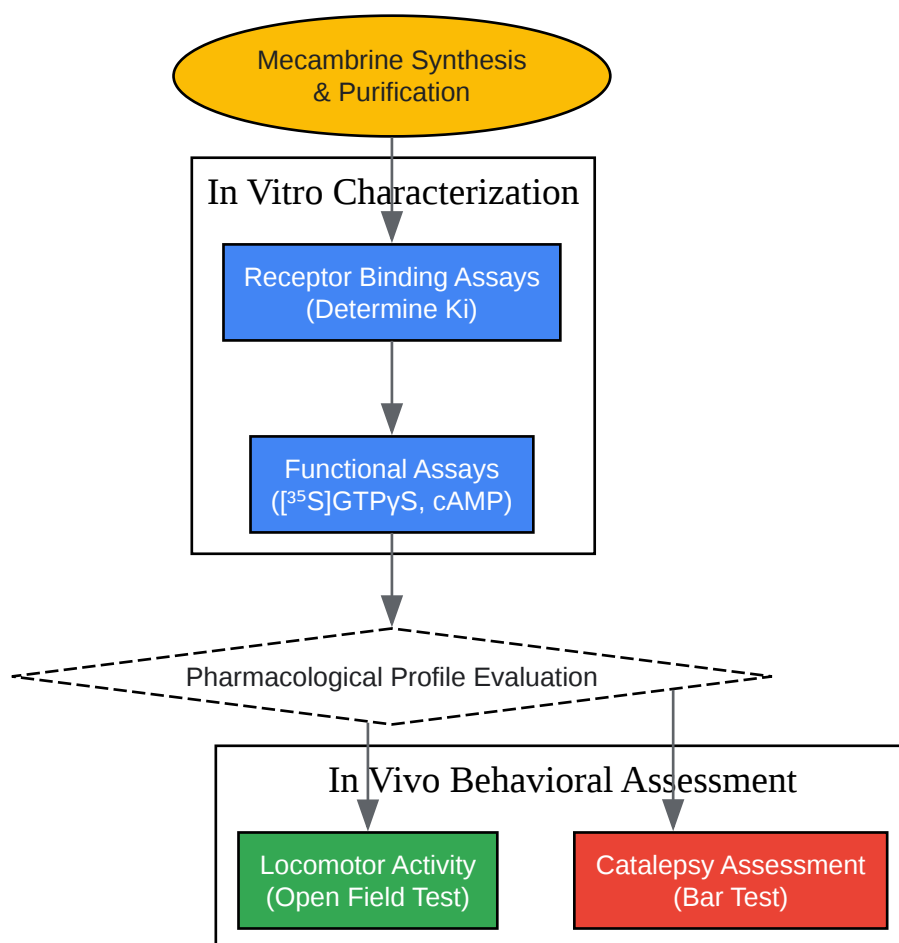 Mecambrine Synthesis
& Purification
In Vitro Characterization
Receptor Binding Assays
(Determine Ki)
Functional Assays
([³⁵S]GTPγS, cAMP)
Pharmacological Profile Evaluation
In Vivo Behavioral Assessment
Locomotor Activity
(Open Field Test)
Catalepsy Assessment
(Bar Test)